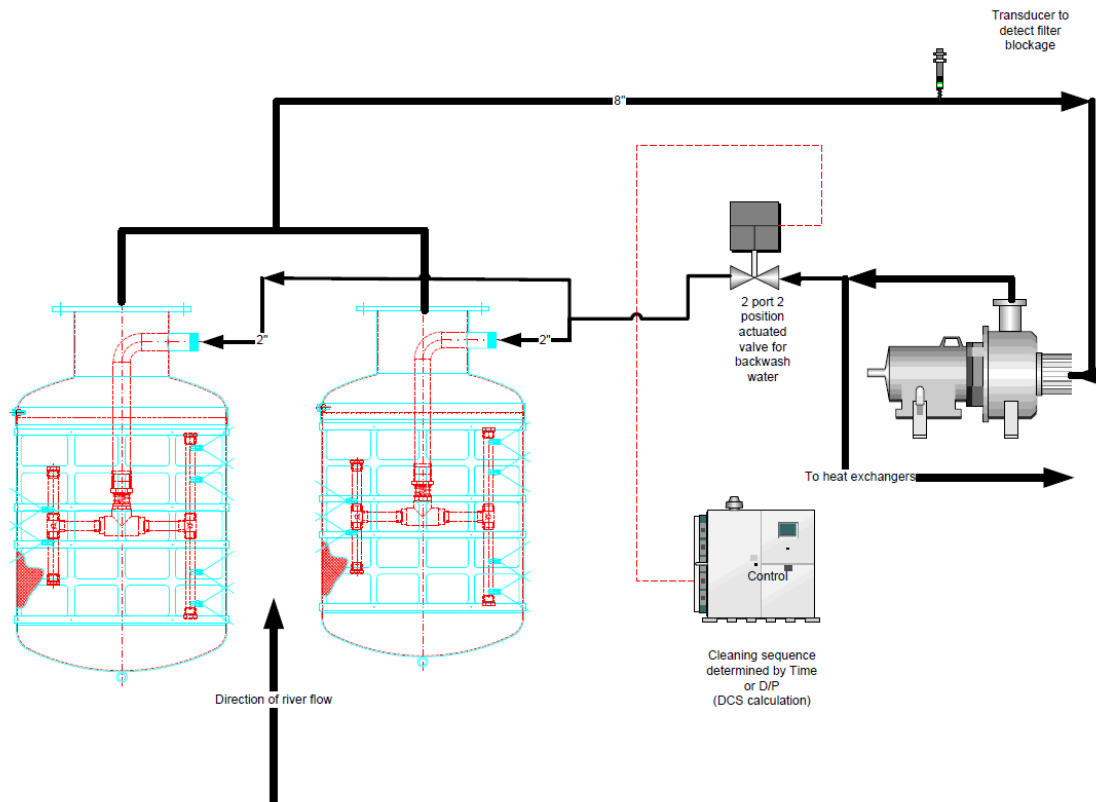 Transducer to
detect filter
blockage
8"
2"
2"
2 port 2
position
actuated
valve for
backwash
water
To heat exchangers
Control
Cleaning sequence
determined by Time
or D/P
(DCS calculation)
Direction of river flow